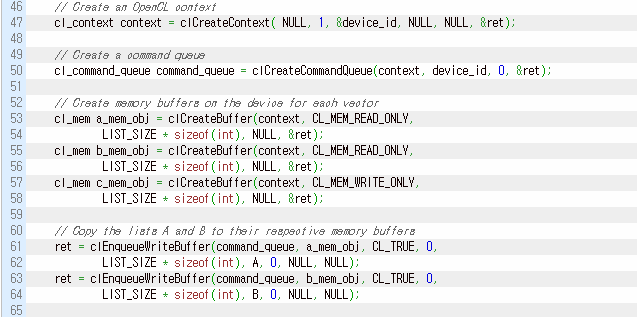 46 // Create an OpenCL context
47 cl_context context = clCreateContext( NULL, 1, &device_id, NULL, NULL, &ret);
48
49 // Create a command queue
50 cl_command_queue command_queue = clCreateCommandQueue(context, device_id, 0, &ret);
51
52 // Create memory buffers on the device for each vector
53 cl_mem a_mem_obj = clCreateBuffer(context, CL_MEM_READ_ONLY,
54 LIST_SIZE * sizeof(int), NULL, &ret);
55 cl_mem b_mem_obj = clCreateBuffer(context, CL_MEM_READ_ONLY,
56 LIST_SIZE * sizeof(int), NULL, &ret);
57 cl_mem c_mem_obj = clCreateBuffer(context, CL_MEM_WRITE_ONLY,
58 LIST_SIZE * sizeof(int), NULL, &ret);
59
60 // Copy the lists A and B to their respective memory buffers
61 ret = clEnqueueWriteBuffer(command_queue, a_mem_obj, CL_TRUE, 0,
62 LIST_SIZE * sizeof(int), A, 0, NULL, NULL);
63 ret = clEnqueueWriteBuffer(command_queue, b_mem_obj, CL_TRUE, 0,
64 LIST_SIZE * sizeof(int), B, 0, NULL, NULL);
65